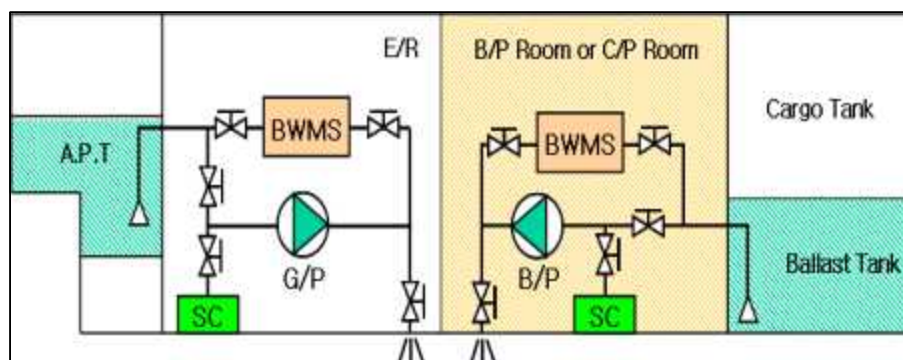 E/R
B/P Room or C/P Room
Cargo Tank
BWMS
BWMS
A.P.T
G/P
B/P
Ballast Tank
SC
SC